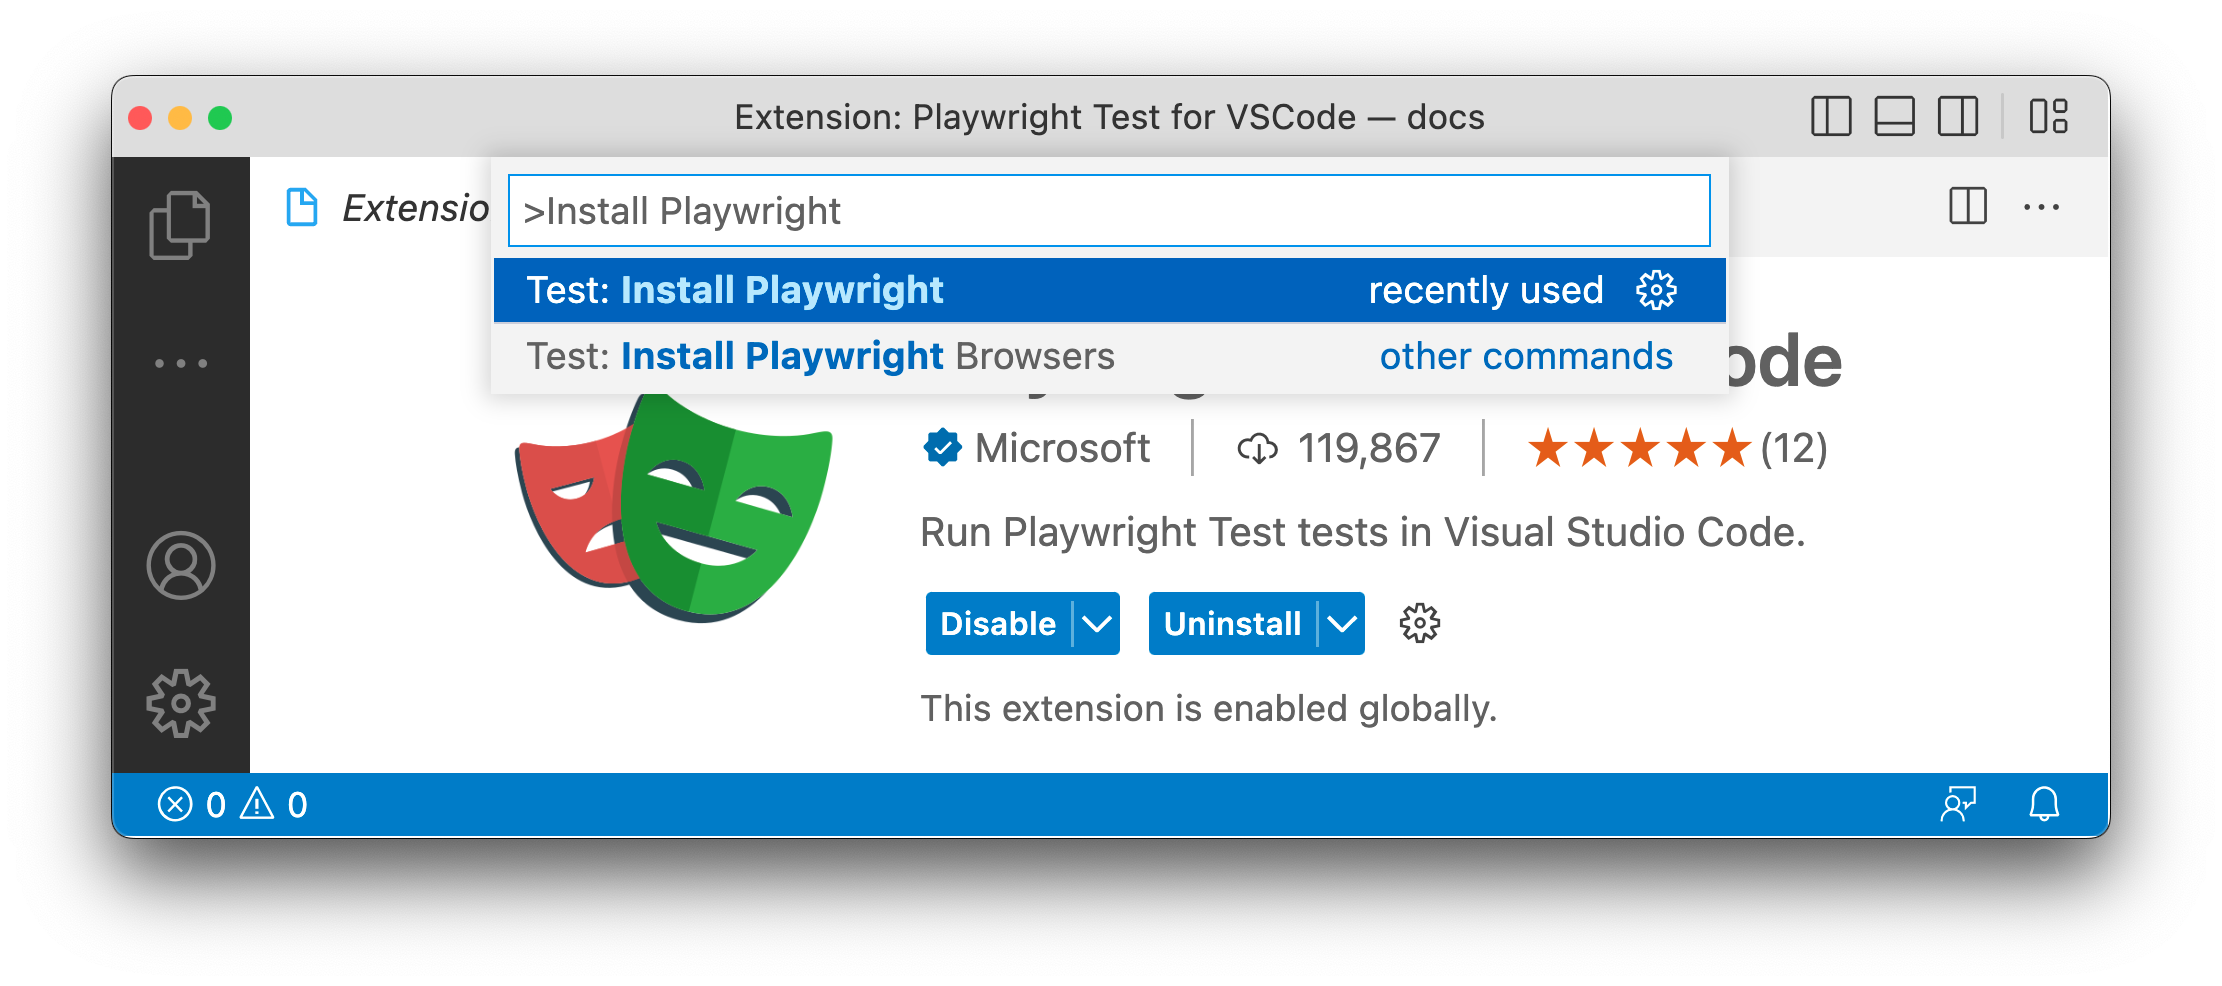 Extension: Playwright Test for VSCode — docs
Extensio
>Install Playwright
Test: Install Playwright recently used
Test: Install Playwright Browsers other commands
ode
Microsoft 119,867 (12)
Run Playwright Test tests in Visual Studio Code.
Disable Uninstall
This extension is enabled globally.
0 0